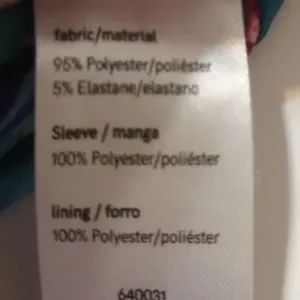 fabric/material
95% Polyester/poliéster
5% Elastane/elastano
Sleeve / manga
100% Polyester/poliéster
lining / forro
100% Polyester/poliéster
640031